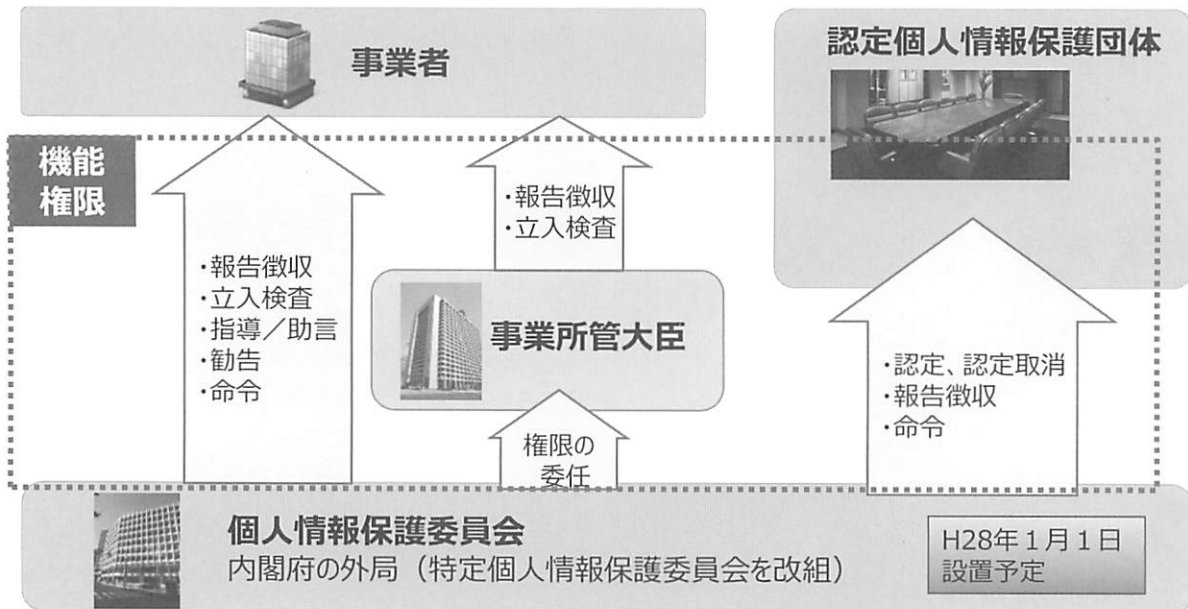 事業者
認定個人情報保護団体
機能
権限
・報告徴収
・立入検査
・報告徴収
・立入検査
・指導／助言
・勧告
・命令
事業所管大臣
・認定、認定取消
・報告徴収
・命令
権限の
委任
個人情報保護委員会
内閣府の外局（特定個人情報保護委員会を改組）
H28年１月１日
設置予定